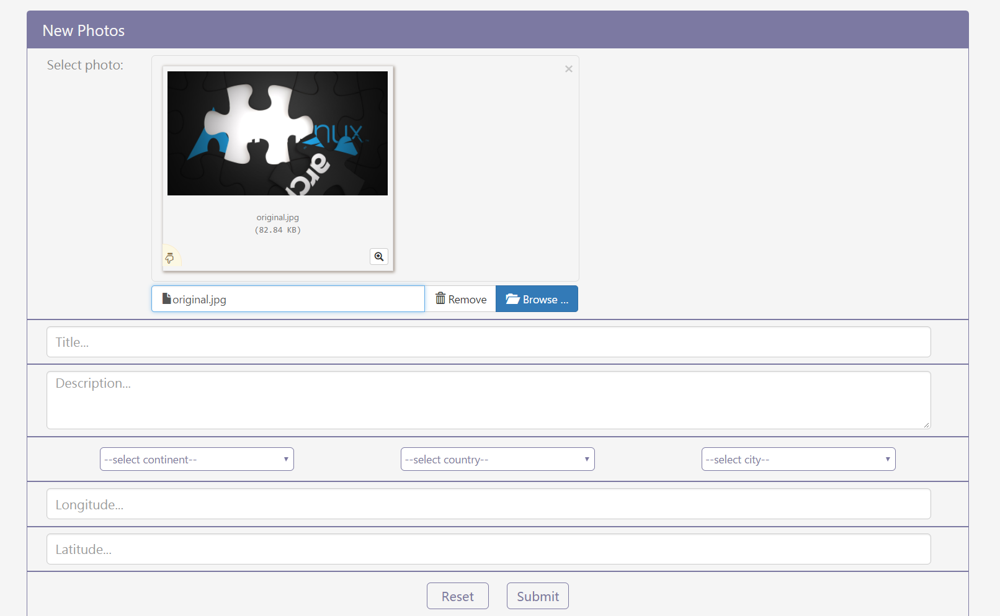 New Photos
Select photo:
×
nux
arc
original.jpg
(82.84 KB)
original.jpg
Remove
Browse ...
Title...
Description...
--select continent--
--select country--
--select city--
Longitude...
Latitude...
Reset
Submit